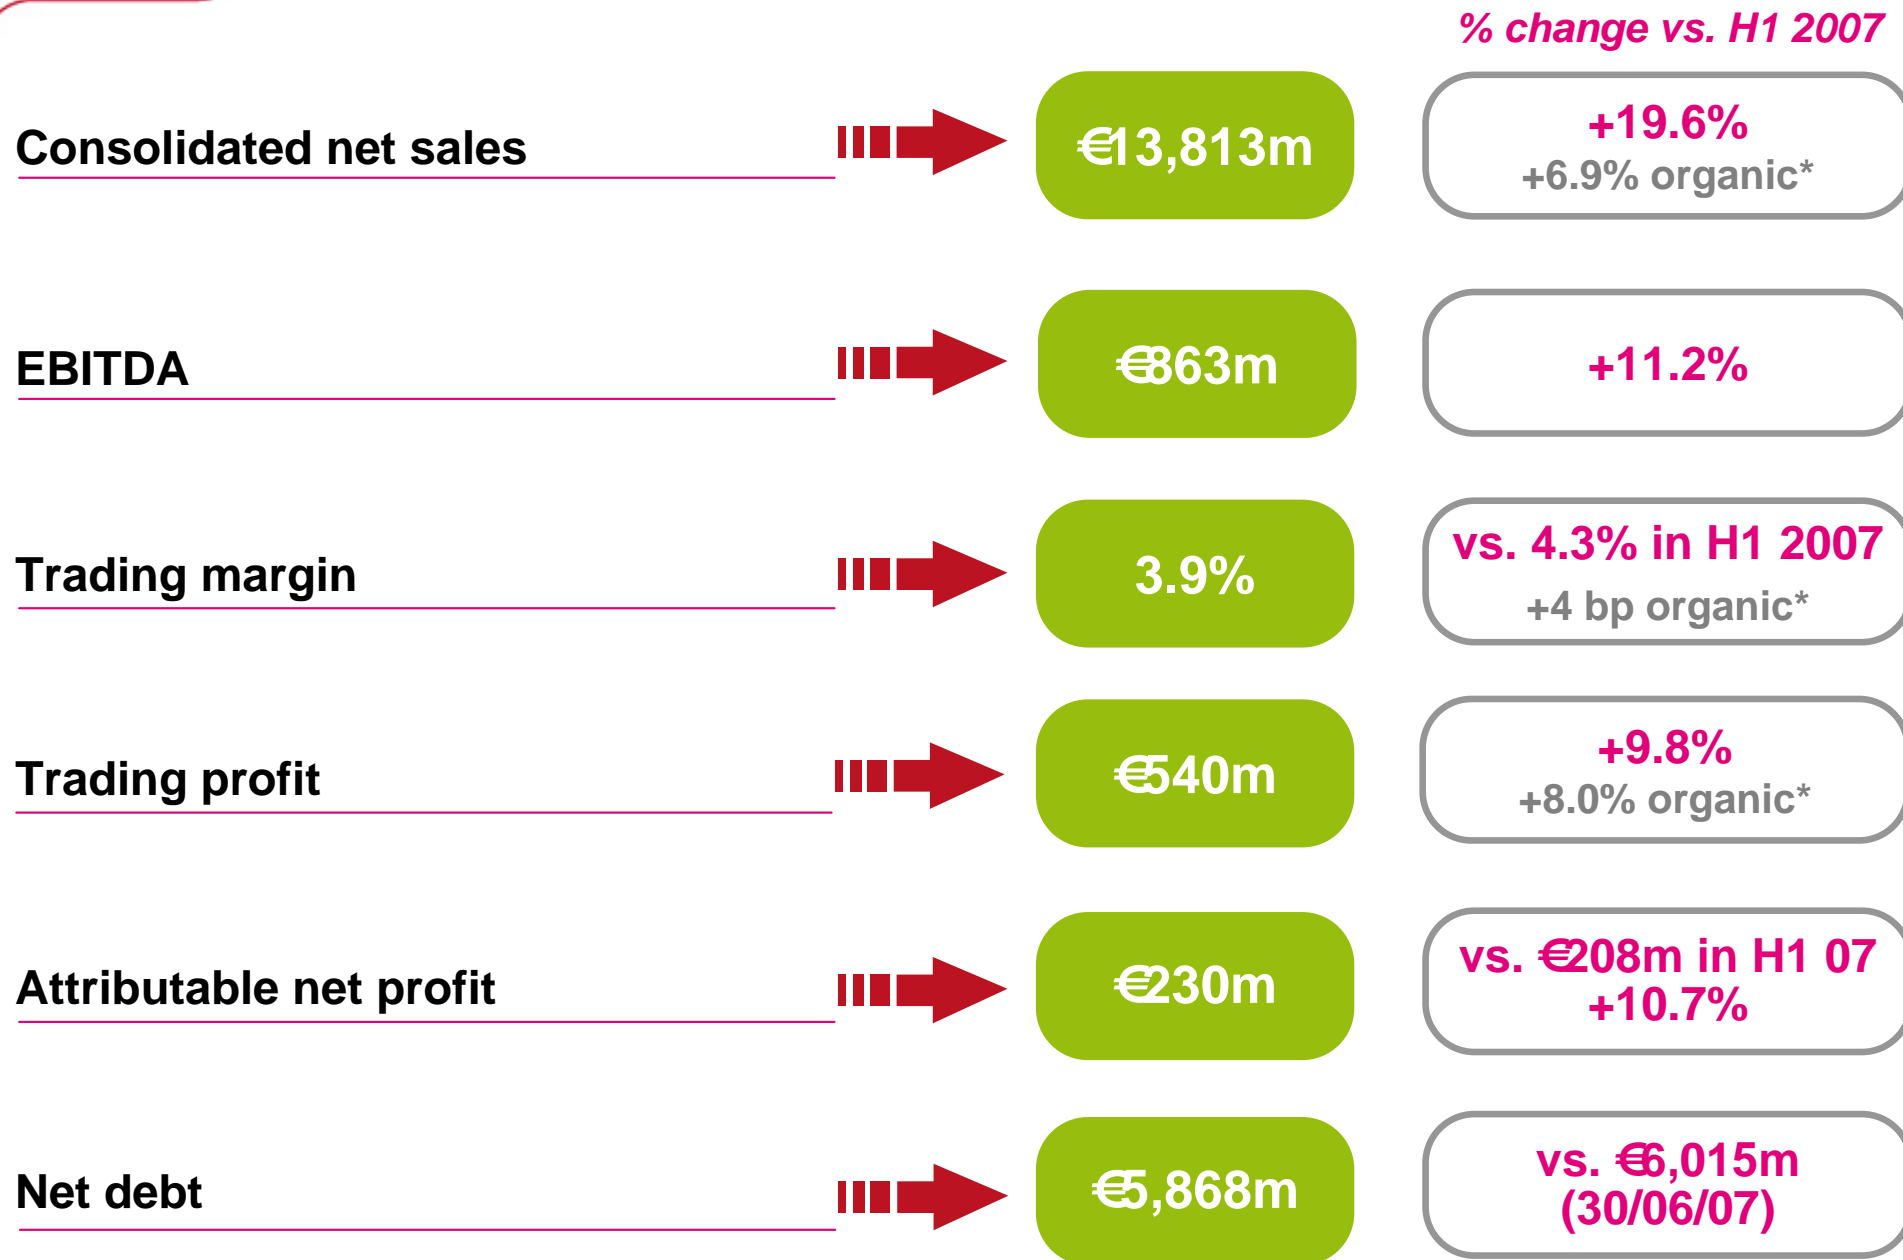 % change vs. H1 2007
Consolidated net sales
€13,813m
+19.6%
+6.9% organic*
EBITDA
€863m
+11.2%
Trading margin
3.9%
vs. 4.3% in H1 2007
+4 bp organic*
Trading profit
€540m
+9.8%
+8.0% organic*
Attributable net profit
€230m
vs. €208m in H1 07
+10.7%
Net debt
€5,868m
vs. €6,015m
(30/06/07)